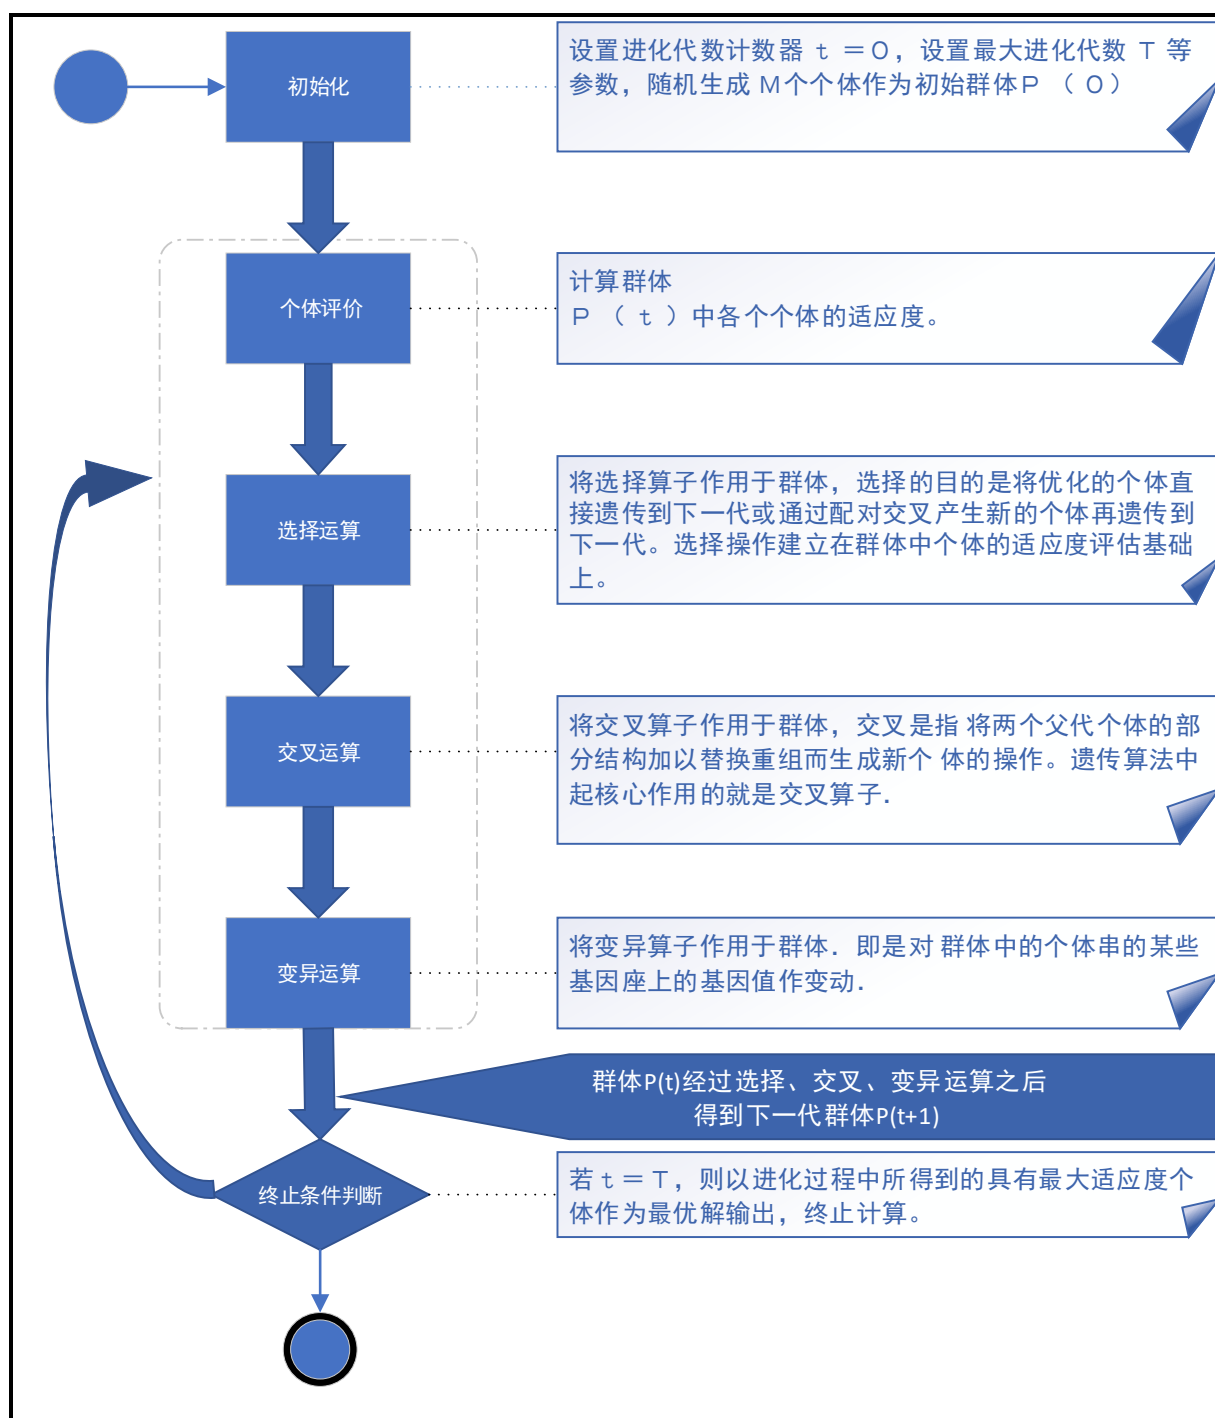 初始化
设置进化代数计数器 t =0，设置最大进化代数 T 等
参数，随机生成 M个个体作为初始群体P （ 0）
个体评价
计算群体
P （ t ）中各个个体的适应度。
选择运算
将选择算子作用于群体，选择的目的是将优化的个体直
接遗传到下一代或通过配对交叉产生新的个体再遗传到
下一代。选择操作建立在群体中个体的适应度评估基础
上。
交叉运算
将交叉算子作用于群体，交叉是指 将两个父代个体的部
分结构加以替换重组而生成新个 体的操作。遗传算法中
起核心作用的就是交叉算子.
变异运算
将变异算子作用于群体. 即是对 群体中的个体串的某些
基因座上的基因值作变动.
群体P(t)经过选择、交叉、变异运算之后
得到下一代群体P(t+1)
终止条件判断
若 t = T，则以进化过程中所得到的具有最大适应度个
体作为最优解输出，终止计算。